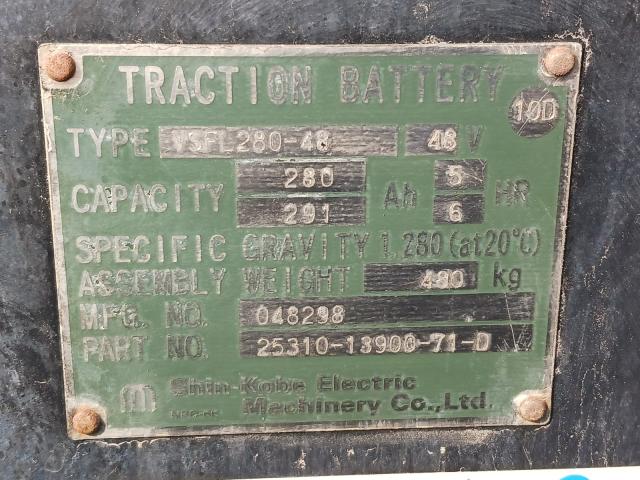 TRACTION BATTERY
10D
TYPE VSFL280-48 48 V
CAPACITY 280 Ah 5 HR
291 6
SPECIFIC GRAVITY 1.280 (at20℃)
ASSEMBLY WEIGHT 480 kg
MFG. NO. 048298
PART NO. 25310-13900-71-D
Shin-Kobe Electric
Machinery Co.,Ltd.